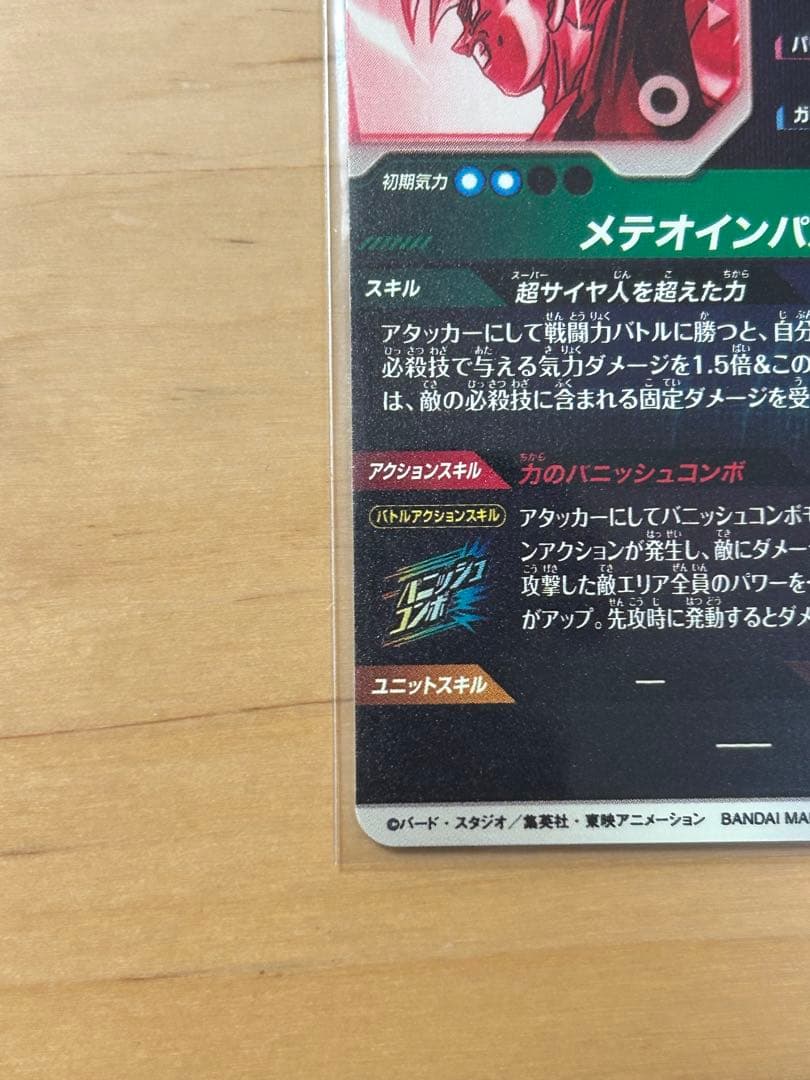 パ
ガ
初期気力
メテオインパ
スキル 超サイヤ人を超えた力
アタッカーにして戦闘力バトルに勝つと、自分
必殺技で与える気力ダメージを1.5倍&この
は、敵の必殺技に含まれる固定ダメージを受
アクションスキル 力のバニッシュコンボ
バトルアクションスキル アタッカーにしてバニッシュコンボモ
ンアクションが発生し、敵にダメー
バニッシュ
コンボ
攻撃した敵エリア全員のパワーを
がアップ。先攻時に発動するとダメ
ユニットスキル ー
ー
©バード・スタジオ/集英社・東映アニメーション BANDAI MA